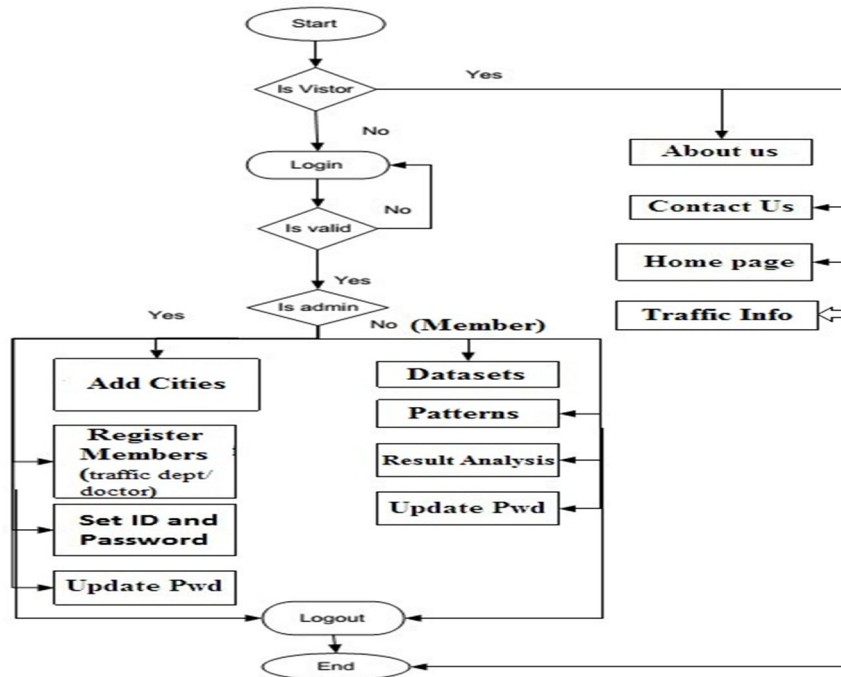 Start
Is Vistor
Yes
No
Login
No
Is valid
Yes
Is admin
Yes
No (Member)
About us
Contact Us
Home page
Traffic Info
Add Cities
Register
Members
(traffic dept/
doctor)
Set ID and
Password
Update Pwd
Datasets
Patterns
Result Analysis
Update Pwd
Logout
End